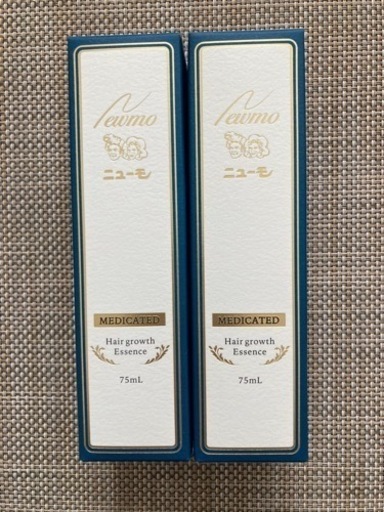 Newmo
ニューモ
MEDICATED
Hair growth
Essence
75mL
Newmo
ニューモ
MEDICATED
Hair growth
Essence
75mL